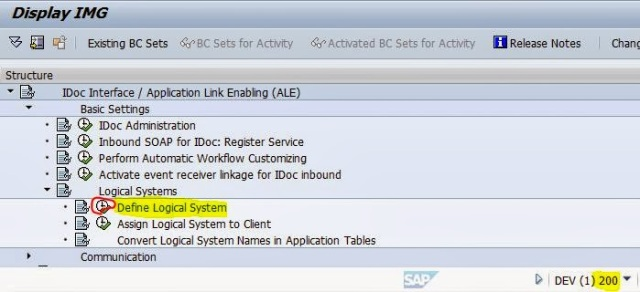 Display IMG
Existing BC Sets BC Sets for Activity Activated BC Sets for Activity Release Notes Chang
Structure
IDoc Interface / Application Link Enabling (ALE)
Basic Settings
IDoc Administration
Inbound SOAP for IDoc: Register Service
Perform Automatic Workflow Customizing
Activate event receiver linkage for IDoc inbound
Logical Systems
Define Logical System
Assign Logical System to Client
Convert Logical System Names in Application Tables
Communication
SAP DEV (1) 200